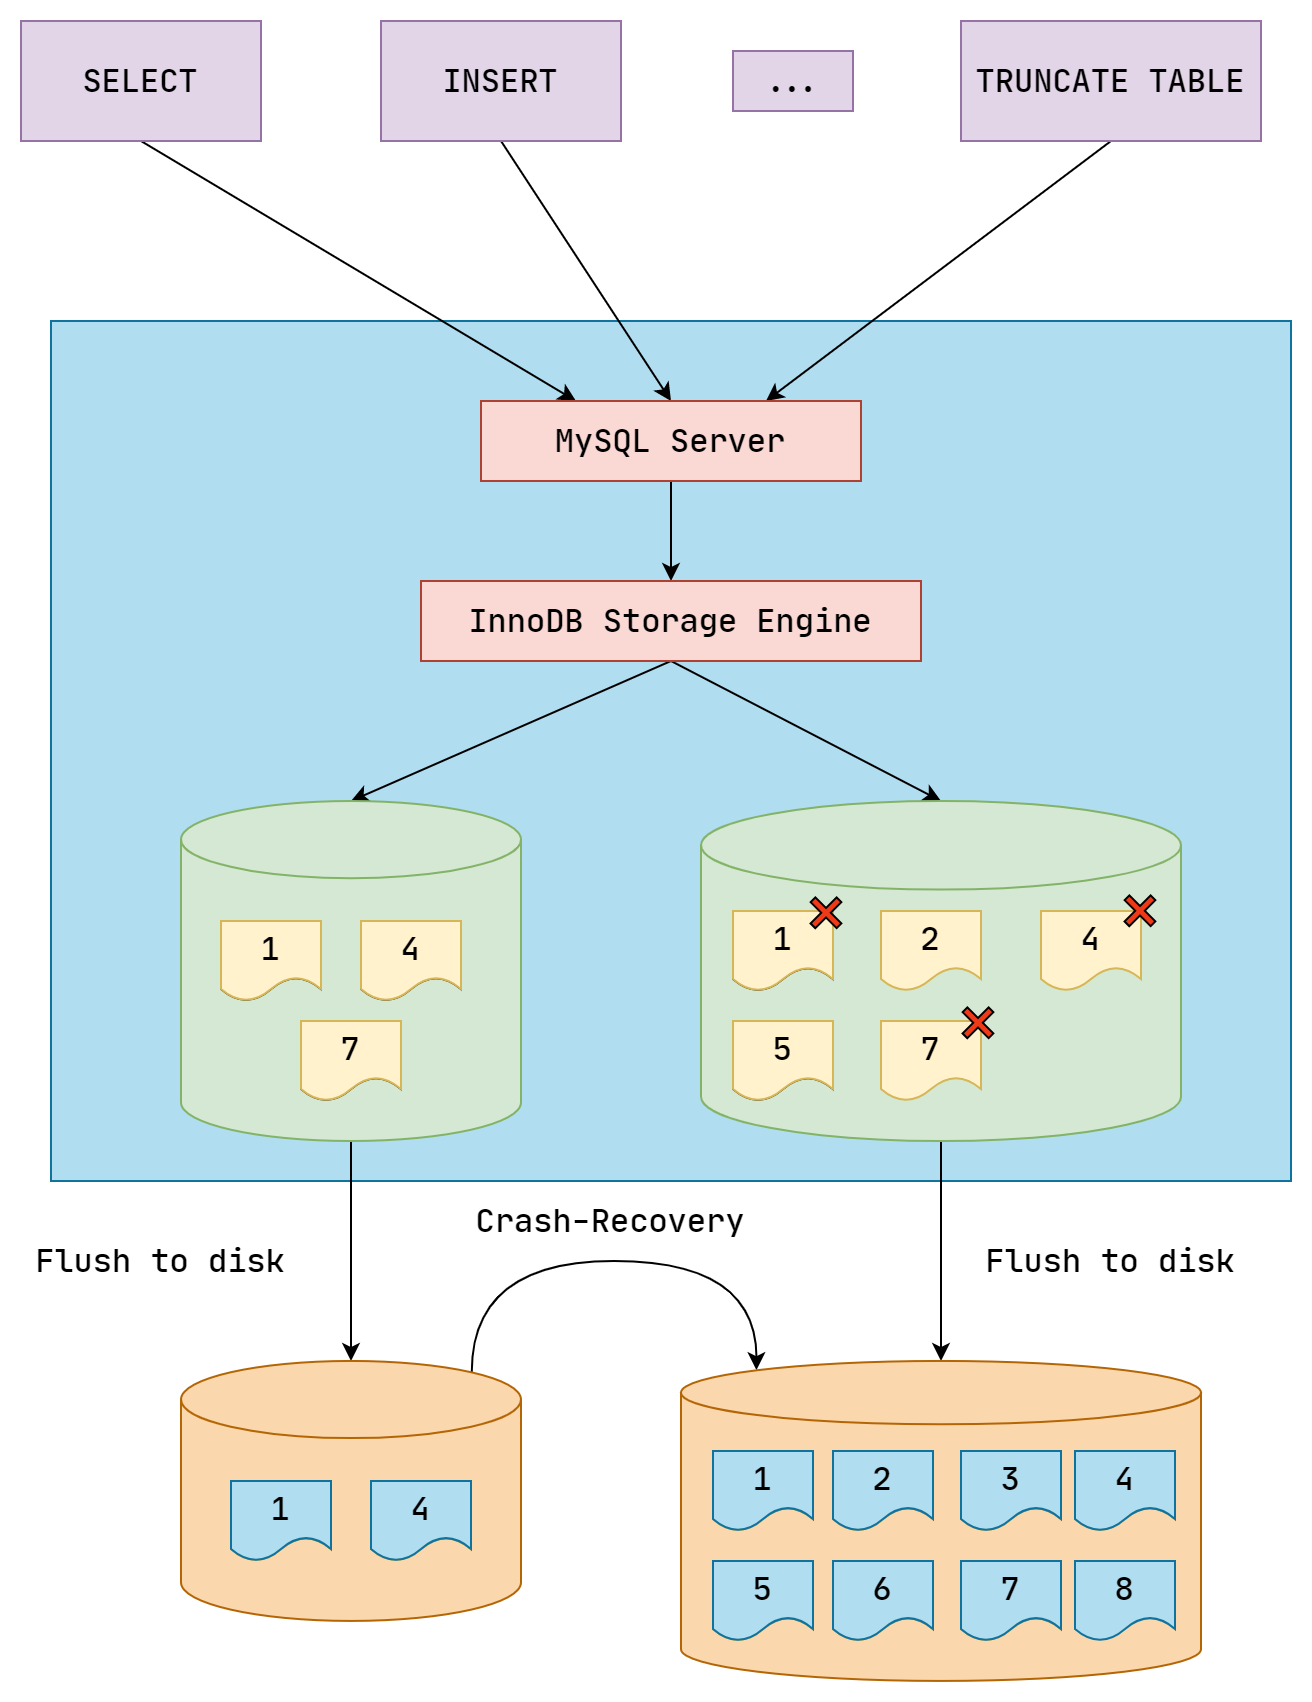 SELECT
INSERT
...
TRUNCATE TABLE
MySQL Server
InnoDB Storage Engine
1
4
7
1
2
4
5
7
Crash-Recovery
Flush to disk
Flush to disk
1
4
1
2
3
4
5
6
7
8